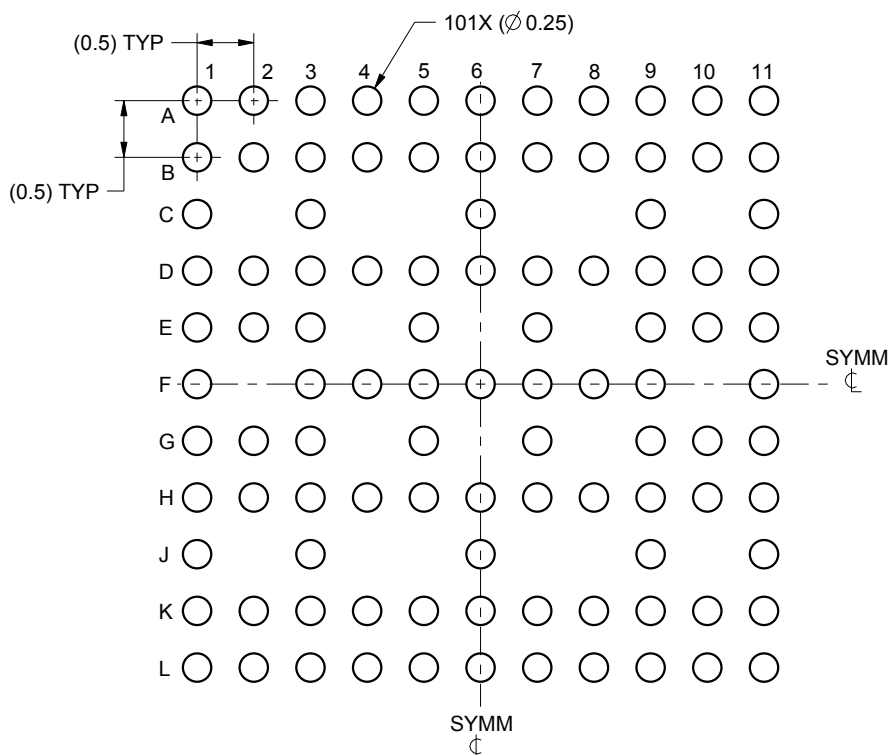 101X (∅ 0.25)
(0.5) TYP
1 2 3 4 5 6 7 8 9 10 11
A
B
(0.5) TYP
C
D
E
F
SYMM
℄
G
H
J
K
L
SYMM
℄